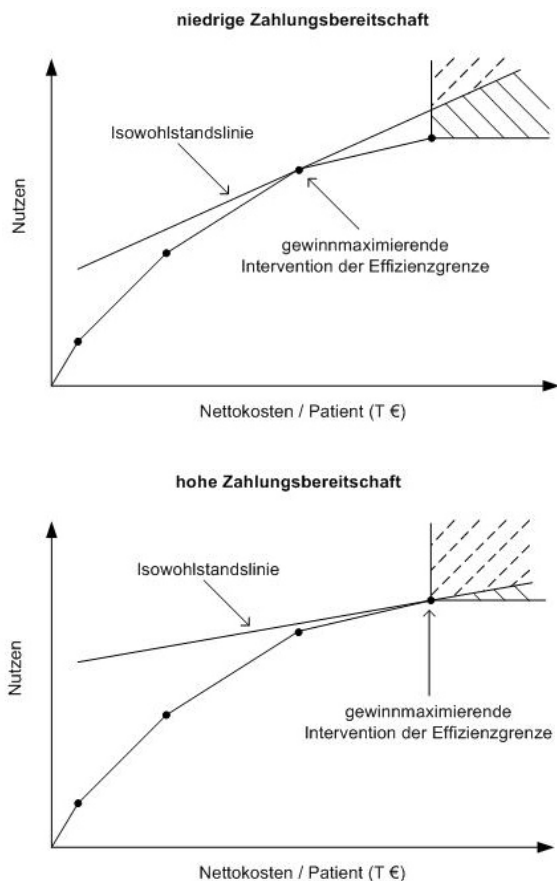 niedrige Zahlungsbereitschaft
Isowohlstandslinie
Nutzen
gewinnmaximierende
Intervention der Effizienzgrenze
Nettokosten / Patient (T €)
hohe Zahlungsbereitschaft
Isowohlstandslinie
Nutzen
gewinnmaximierende
Intervention der Effizienzgrenze
Nettokosten / Patient (T €)